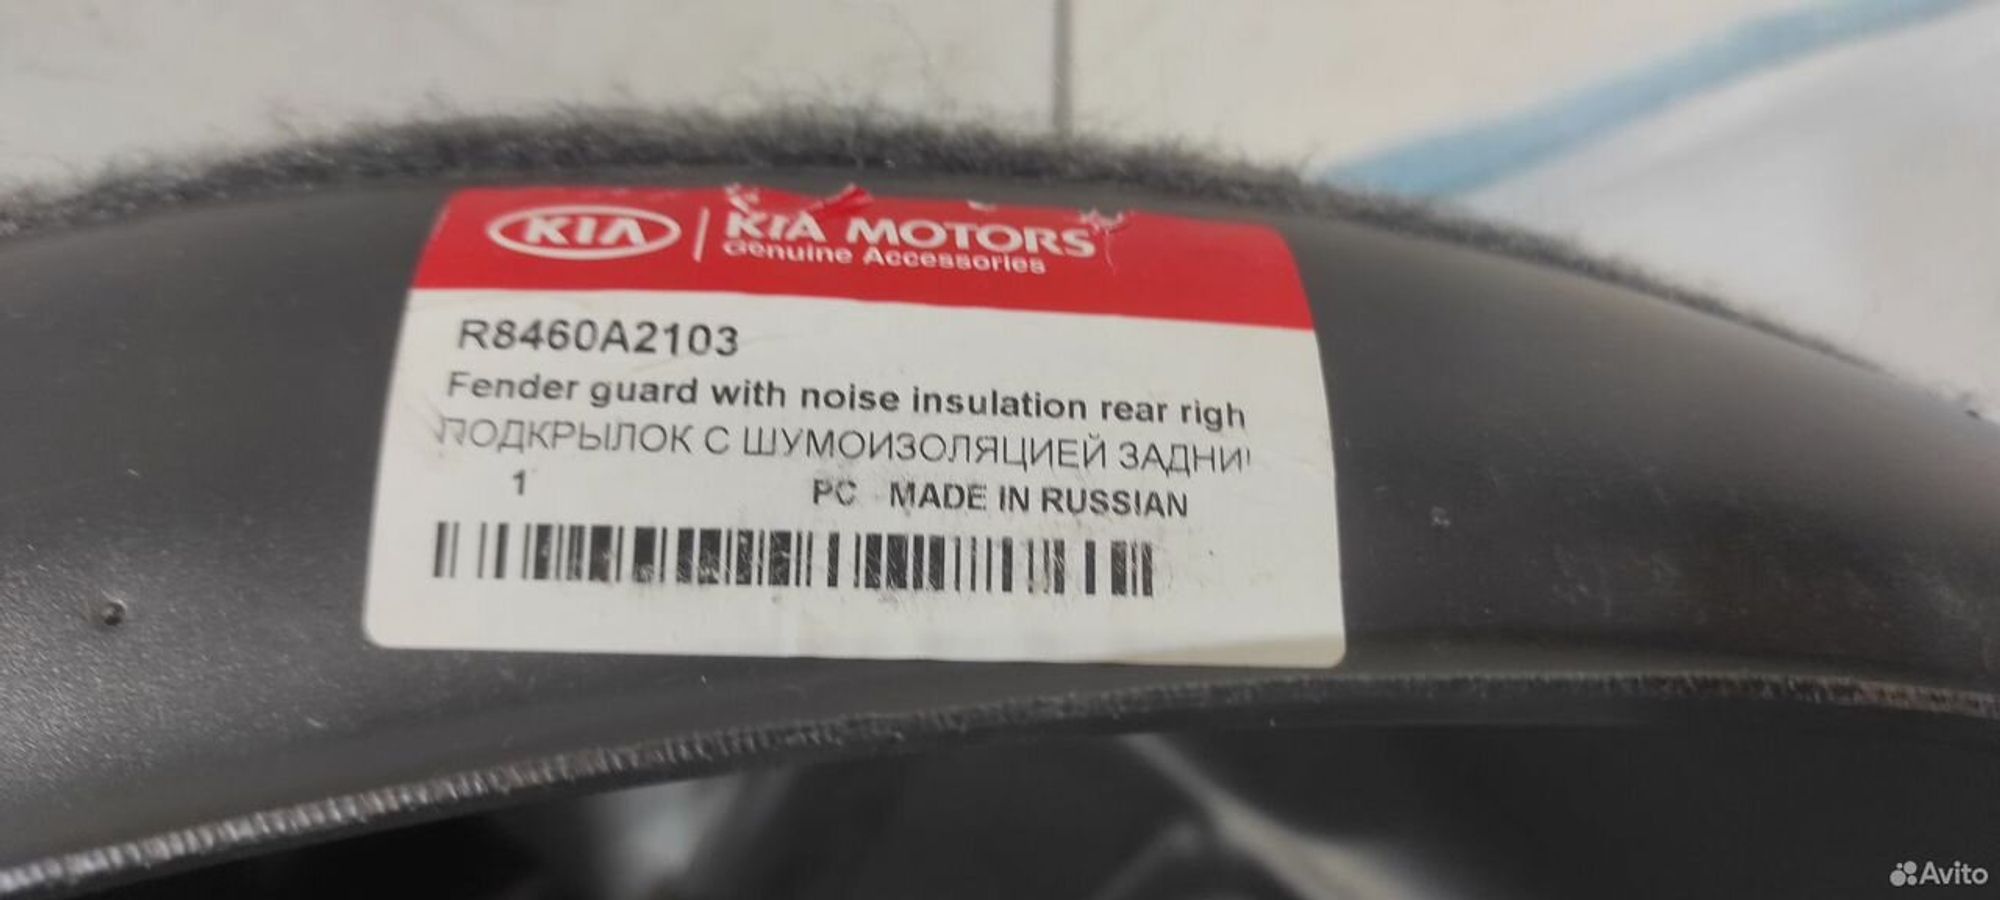 KIA
KIA MOTORS
Genuine Accessories
R8460A2103
Fender guard with noise insulation rear righ
ПОДКРЫЛОК С ШУМОИЗОЛЯЦИЕЙ ЗАДНИ
1 PC MADE IN RUSSIAN
Avito